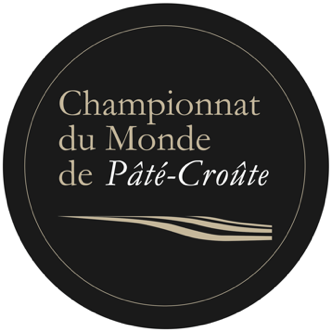 Championnat
du Monde
de Pâté-Croûte